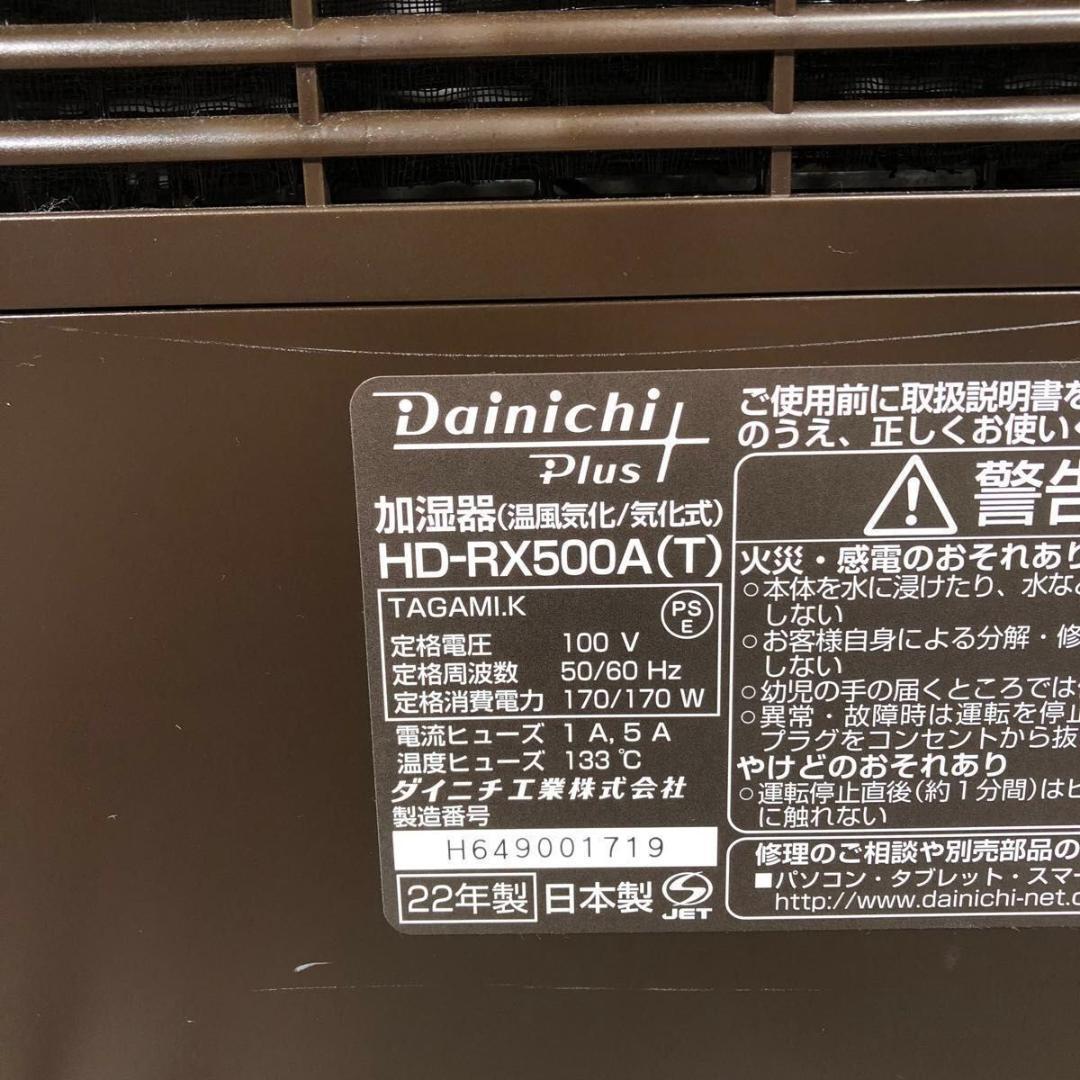 Dainichi
Plus
加湿器(温風気化/気化式)
HD-RX500A(T)
TAGAMI.K
PS
E
定格電圧 100 V
定格周波数 50/60 Hz
定格消費電力 170/170 W
電流ヒューズ 1 A, 5 A
温度ヒューズ 133 ℃
ダイニチ工業株式会社
製造番号
H649001719
22年製 日本製 JET
ご使用前に取扱説明書を
のうえ、正しくお使い
警告
火災・感電のおそれあり
○本体を水に浸けたり、水な
しない
○お客様自身による分解・修
しない
○幼児の手の届くところでは
○異常・故障時は運転を停止
プラグをコンセントから抜
やけどのおそれあり
○運転停止直後(約1分間)は
に触れない
修理のご相談や別売部品の
■パソコン・タブレット・スマー
http://www.dainichi-net.c